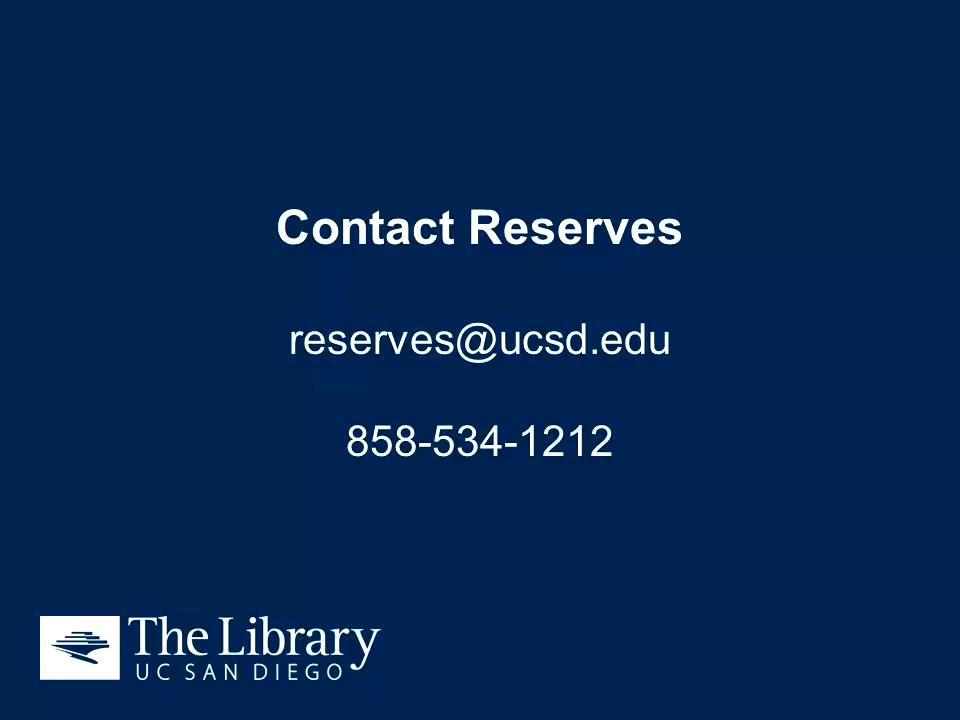 Contact Reserves
reserves@ucsd.edu
858-534-1212
The Library
UC SAN DIEGO